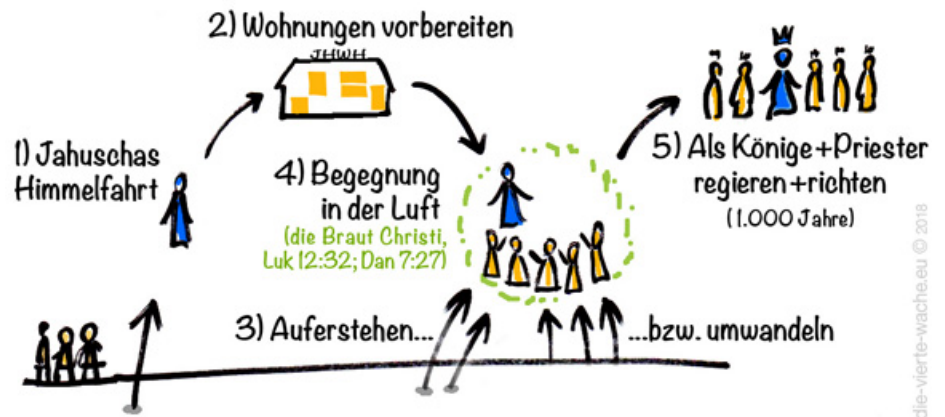 2) Wohnungen vorbereiten
JHWH
1) Jahuschas
Himmelfahrt
4) Begegnung
in der Luft
(die Braut Christi,
Luk 12:32; Dan 7:27)
5) Als Könige+Priester
regieren+richten
(1.000 Jahre)
3) Auferstehen...
...bzw. umwandeln
die-vierte-wache.eu © 2018